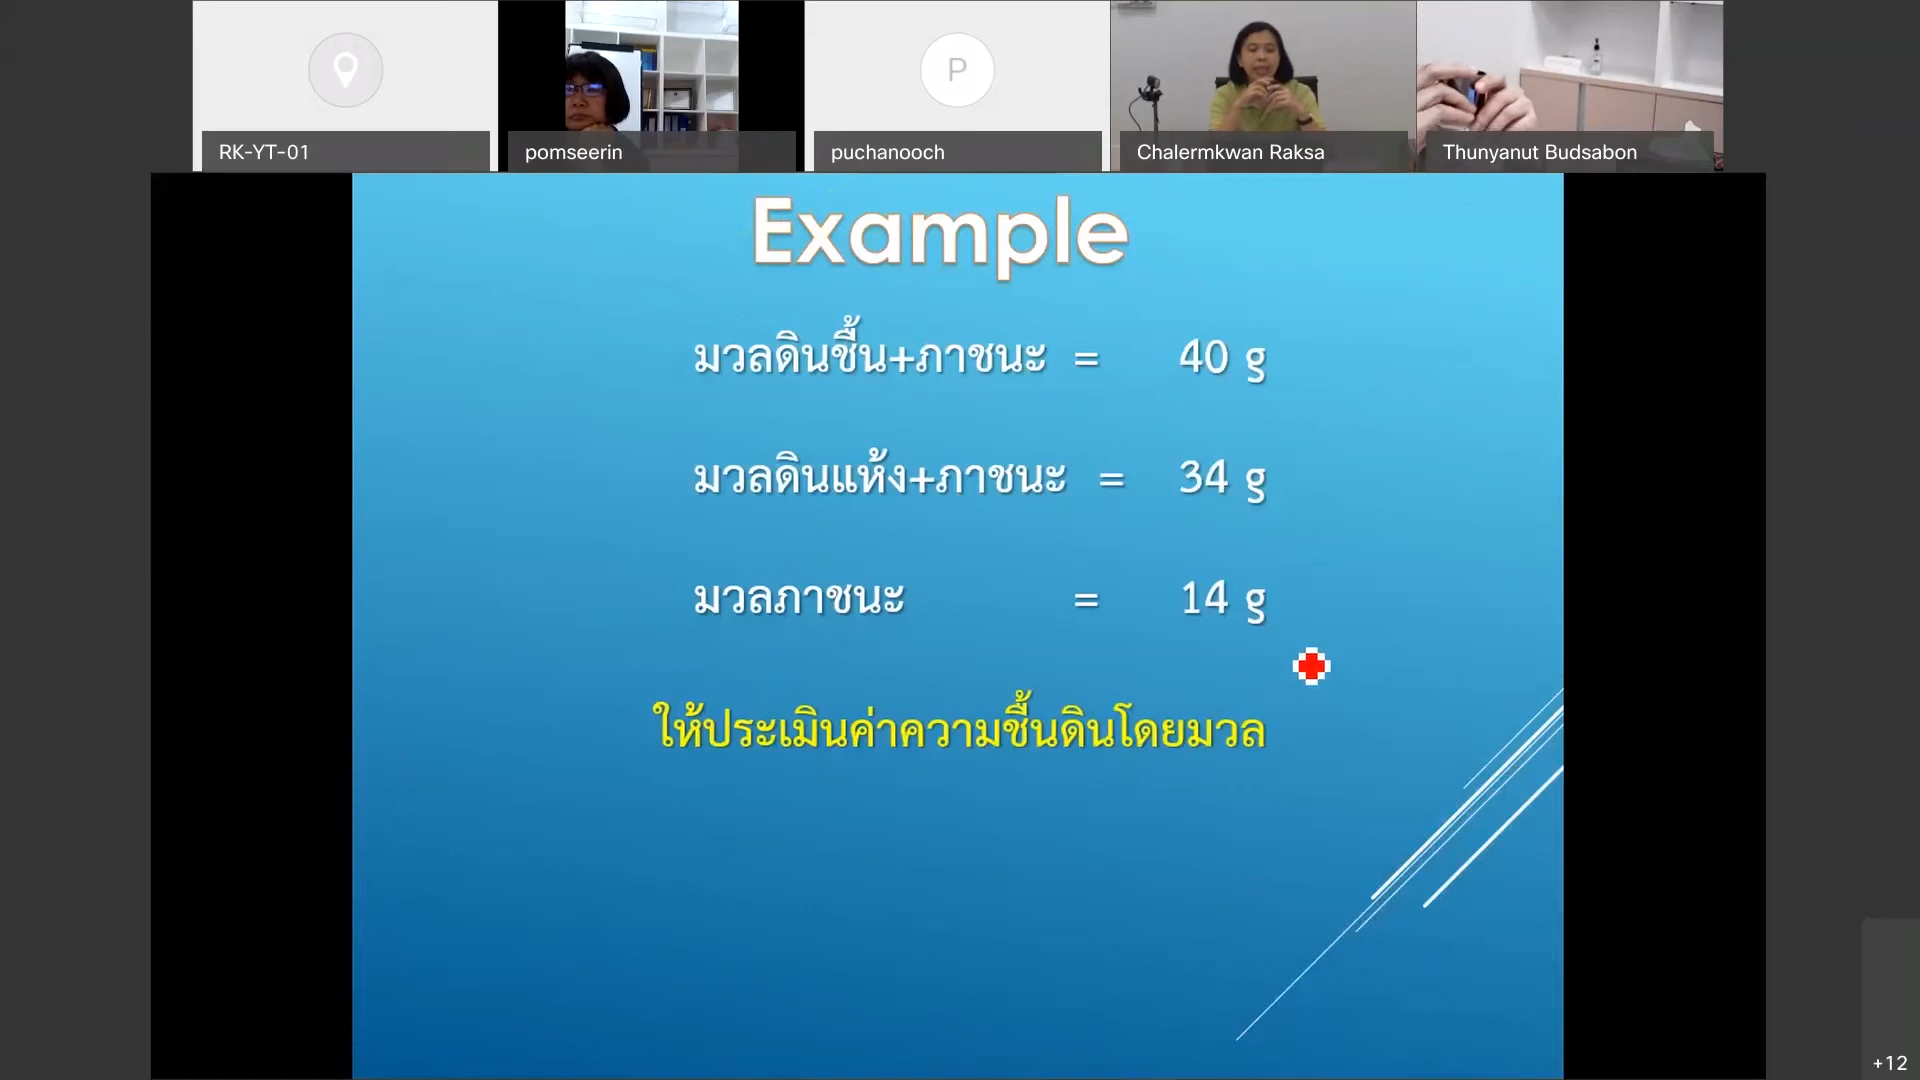 RK-YT-01
pomseerin
P
puchanooch
Chalermkwan Raksa
Thunyanut Budsabon
Example
มวลดินชื้น+ภาชนะ = 40 g
มวลดินแห้ง+ภาชนะ = 34 g
มวลภาชนะ = 14 g
ให้ประเมินค่าความชื้นดินโดยมวล
+12